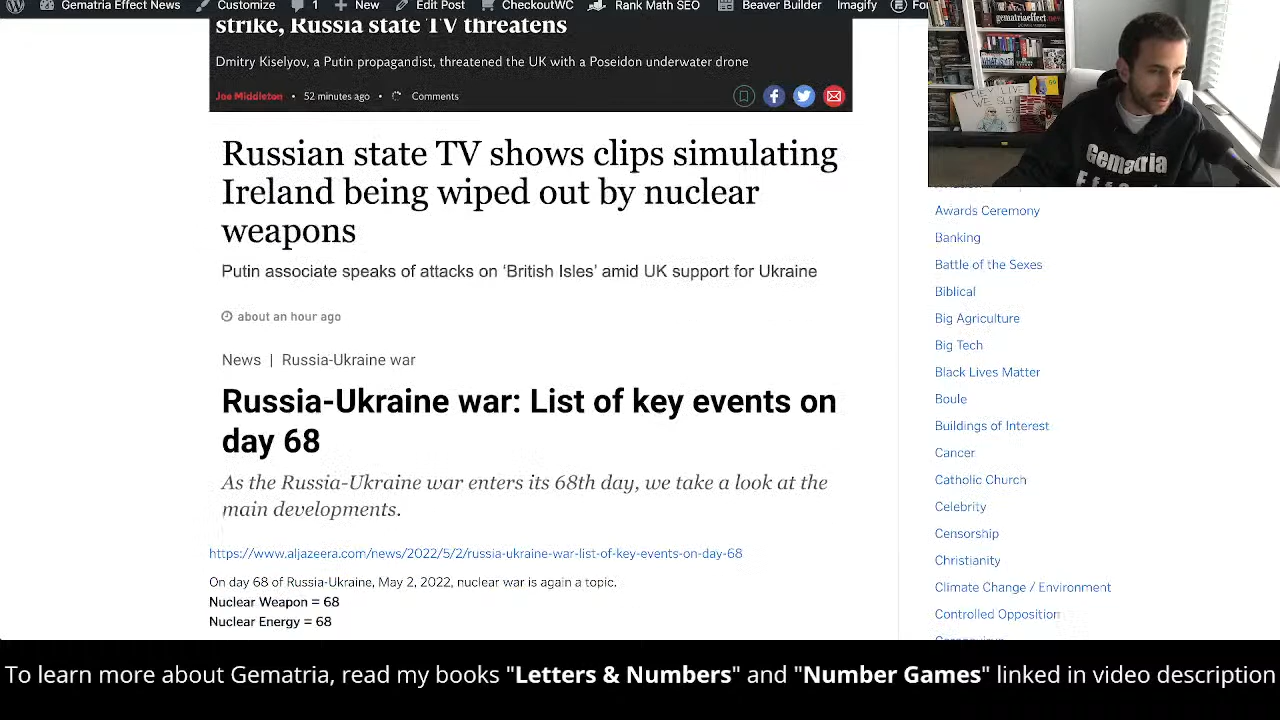 Gematria Effect News Customize 1 New Edit Post CheckoutWC Rank Math SEO Beaver Builder Imagify
strike, Russia state TV threatens
Dmitry Kiselyov, a Putin propagandist, threatened the UK with a Poseidon underwater drone
Joe Middleton • 52 minutes ago • Comments
Russian state TV shows clips simulating
Ireland being wiped out by nuclear
weapons
Putin associate speaks of attacks on ‘British Isles’ amid UK support for Ukraine
about an hour ago
News | Russia-Ukraine war
Russia-Ukraine war: List of key events on
day 68
As the Russia-Ukraine war enters its 68th day, we take a look at the
main developments.
https://www.aljazeera.com/news/2022/5/2/russia-ukraine-war-list-of-key-events-on-day-68
On day 68 of Russia-Ukraine, May 2, 2022, nuclear war is again a topic.
Nuclear Weapon = 68
Nuclear Energy = 68
gematriaeffect.news
THEY LIVE
WE SLEEP
Gematria
Effect
Awards Ceremony
Banking
Battle of the Sexes
Biblical
Big Agriculture
Big Tech
Black Lives Matter
Boule
Buildings of Interest
Cancer
Catholic Church
Celebrity
Censorship
Christianity
Climate Change / Environment
Controlled Opposition
To learn more about Gematria, read my books "Letters & Numbers" and "Number Games" linked in video description